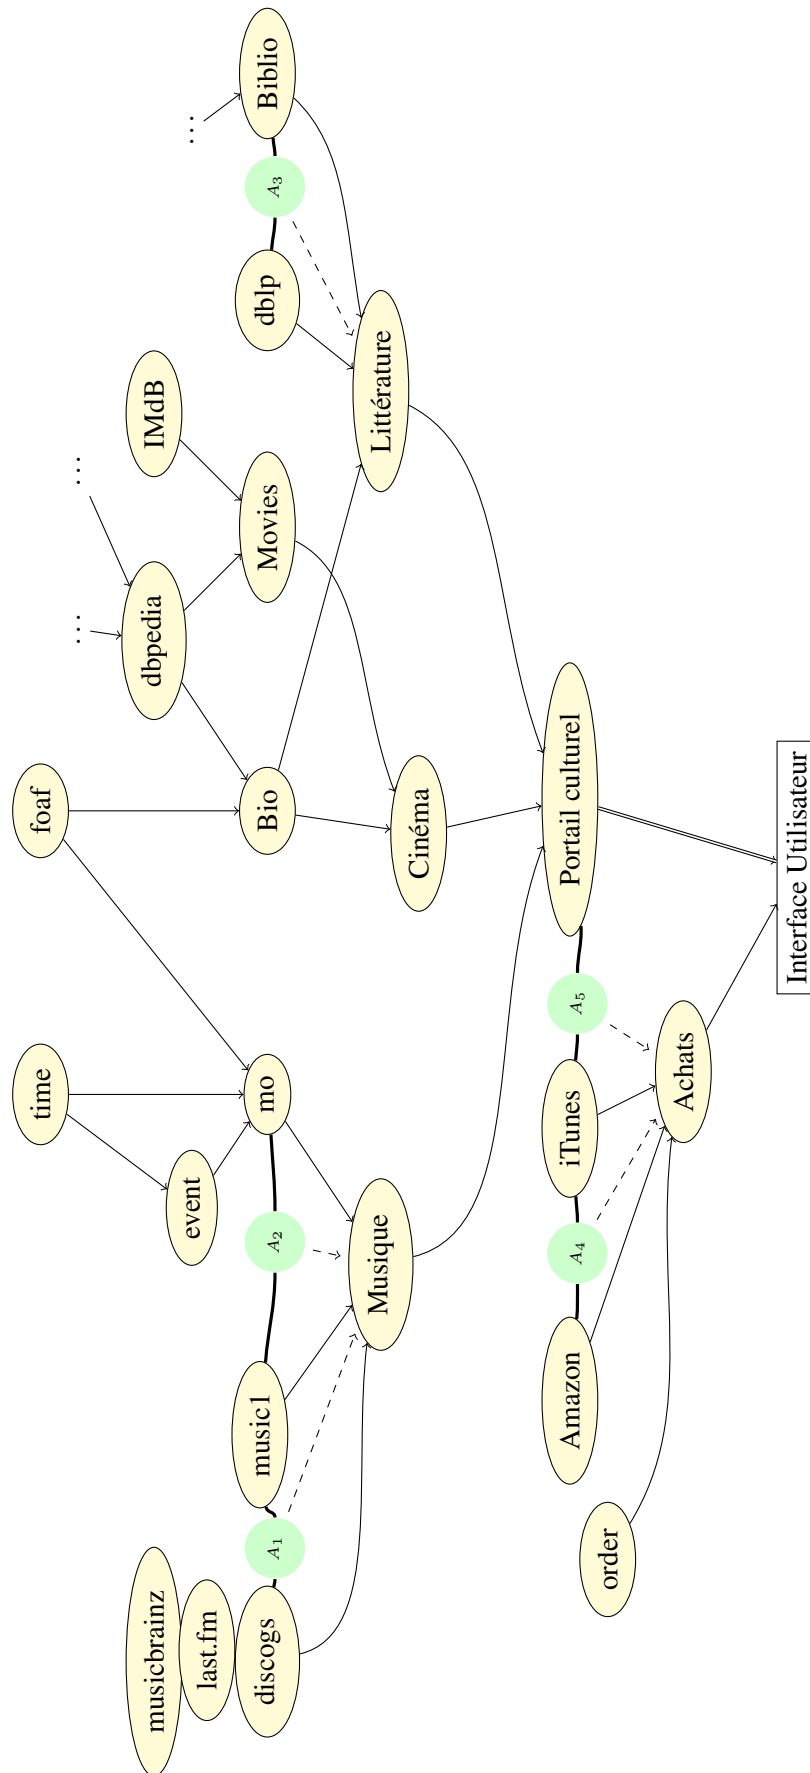 time
foaf
…
…
musicbrainz
dbpedia
IMdB
…
last.fm
event
discogs
A1
music1
A2
mo
Bio
Movies
dblp
A3
Biblio
Musique
Littérature
Cinéma
Amazon
A4
iTunes
A5
Portail culturel
order
Achats
Interface Utilisateur